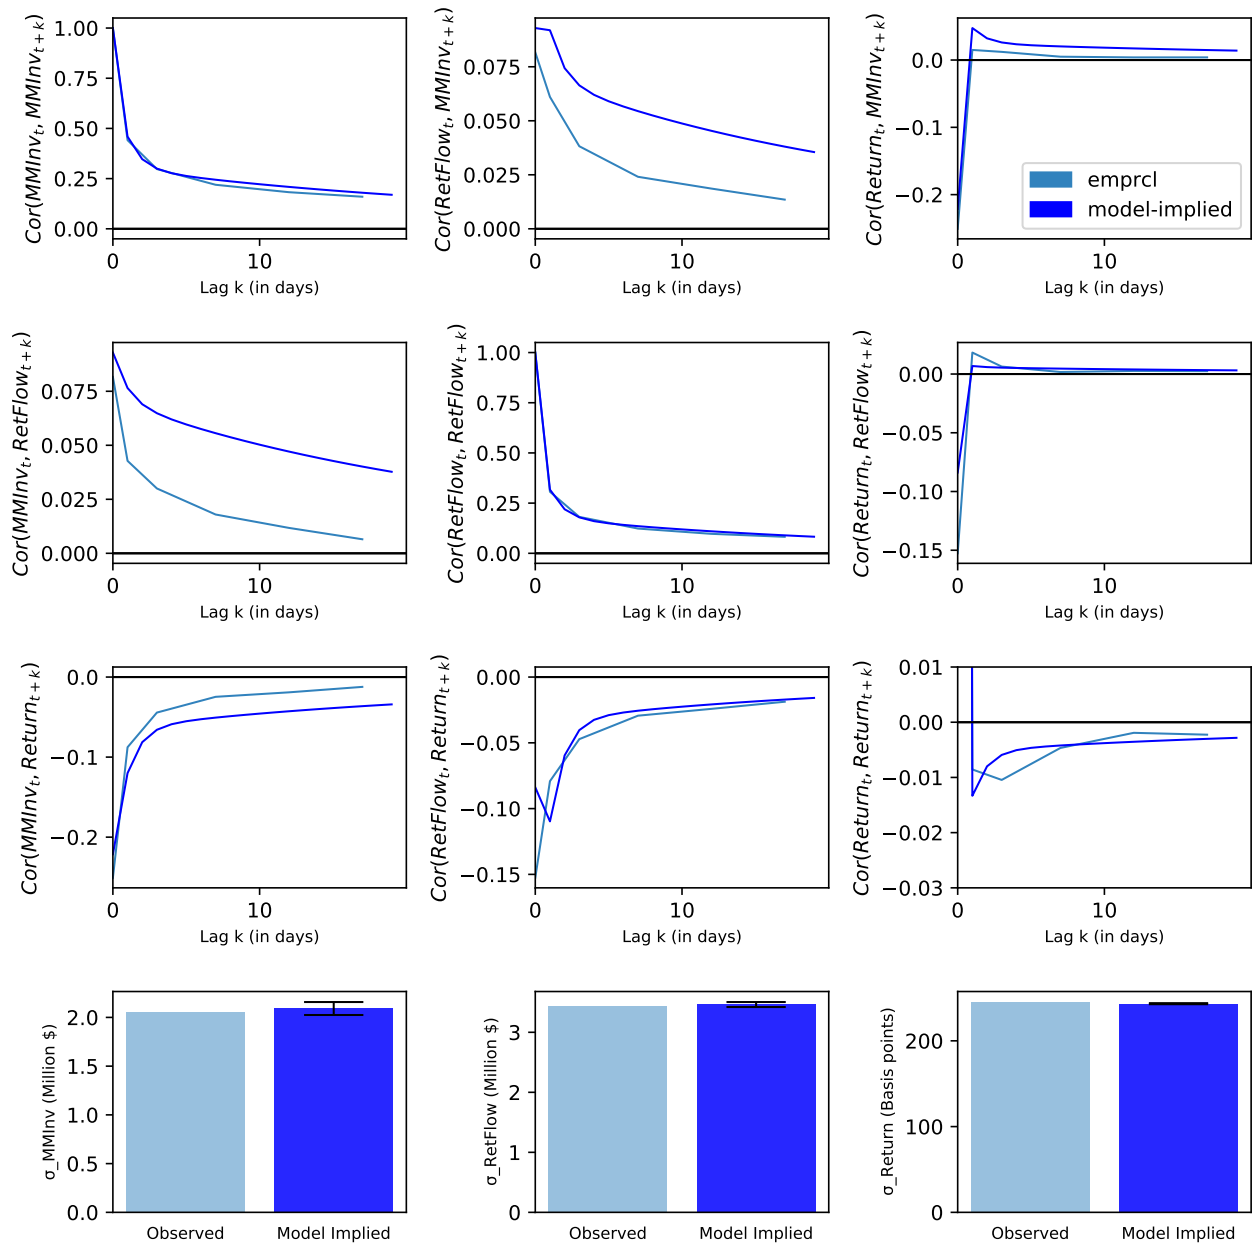 Cor(MMInv_t, MMInv_{t+k})
1.00
0.75
0.50
0.25
0.00
0
10
Lag k (in days)
Cor(RetFlow_t, MMInv_{t+k})
0.075
0.050
0.025
0.000
0
10
Lag k (in days)
Cor(Return_t, MMInv_{t+k})
0.0
−0.1
−0.2
emprcl
model-implied
0
10
Lag k (in days)
Cor(MMInv_t, RetFlow_{t+k})
0.075
0.050
0.025
0.000
0
10
Lag k (in days)
Cor(RetFlow_t, RetFlow_{t+k})
1.00
0.75
0.50
0.25
0.00
0
10
Lag k (in days)
Cor(Return_t, RetFlow_{t+k})
0.00
−0.05
−0.10
−0.15
0
10
Lag k (in days)
Cor(MMInv_t, Return_{t+k})
0.0
−0.1
−0.2
0
10
Lag k (in days)
Cor(RetFlow_t, Return_{t+k})
0.00
−0.05
−0.10
−0.15
0
10
Lag k (in days)
Cor(Return_t, Return_{t+k})
0.01
0.00
−0.01
−0.02
−0.03
0
10
Lag k (in days)
σ_MMInv (Million $)
2.0
1.5
1.0
0.5
0.0
Observed
Model Implied
σ_RetFlow (Million $)
3
2
1
0
Observed
Model Implied
σ_Return (Basis points)
200
100
0
Observed
Model Implied